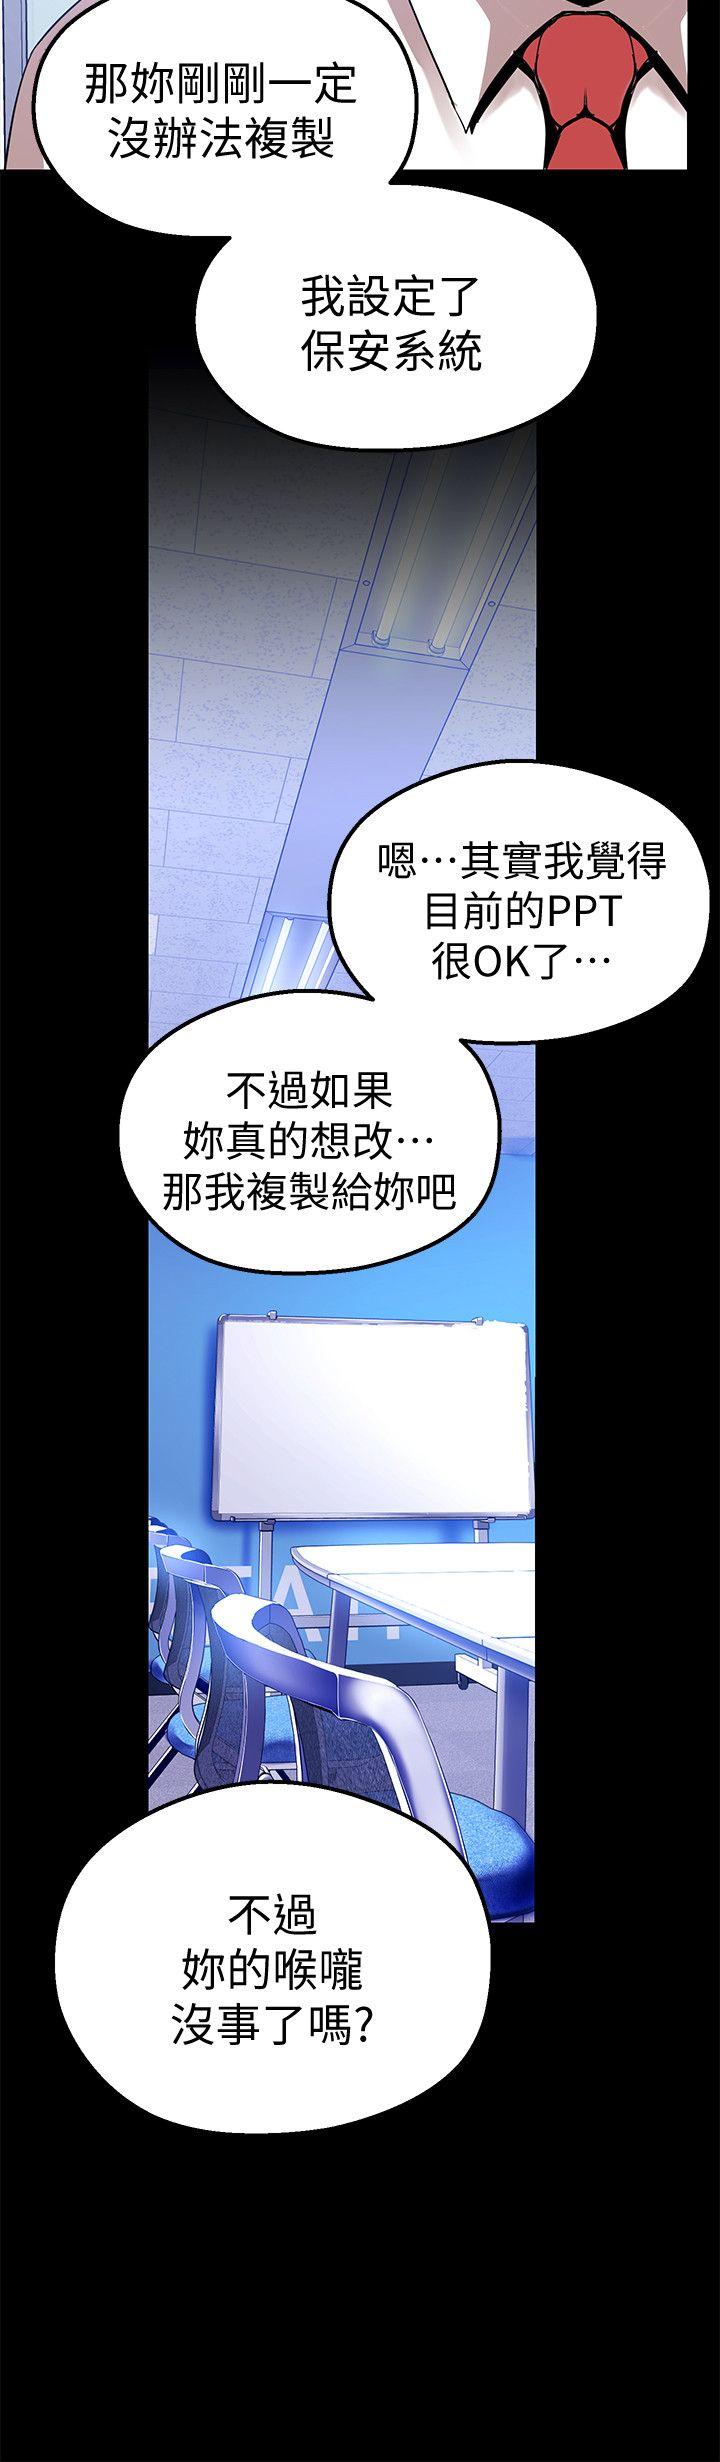 那妳剛剛一定
沒辦法複製
我設定了
保安系統
嗯…其實我覺得
目前的PPT
很OK了…
不過如果
妳真的想改…
那我複製給妳吧
不過
妳的喉嚨
沒事了嗎?